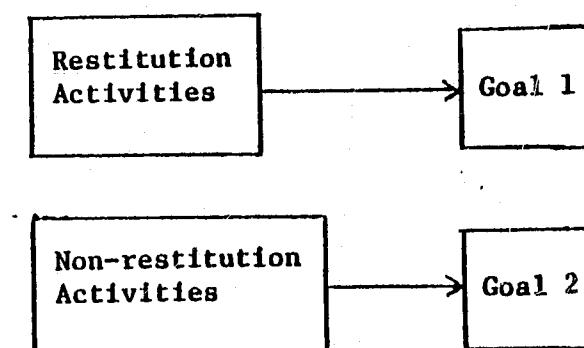 Restitution
Activities
Goal 1
Non-restitution
Activities
Goal 2